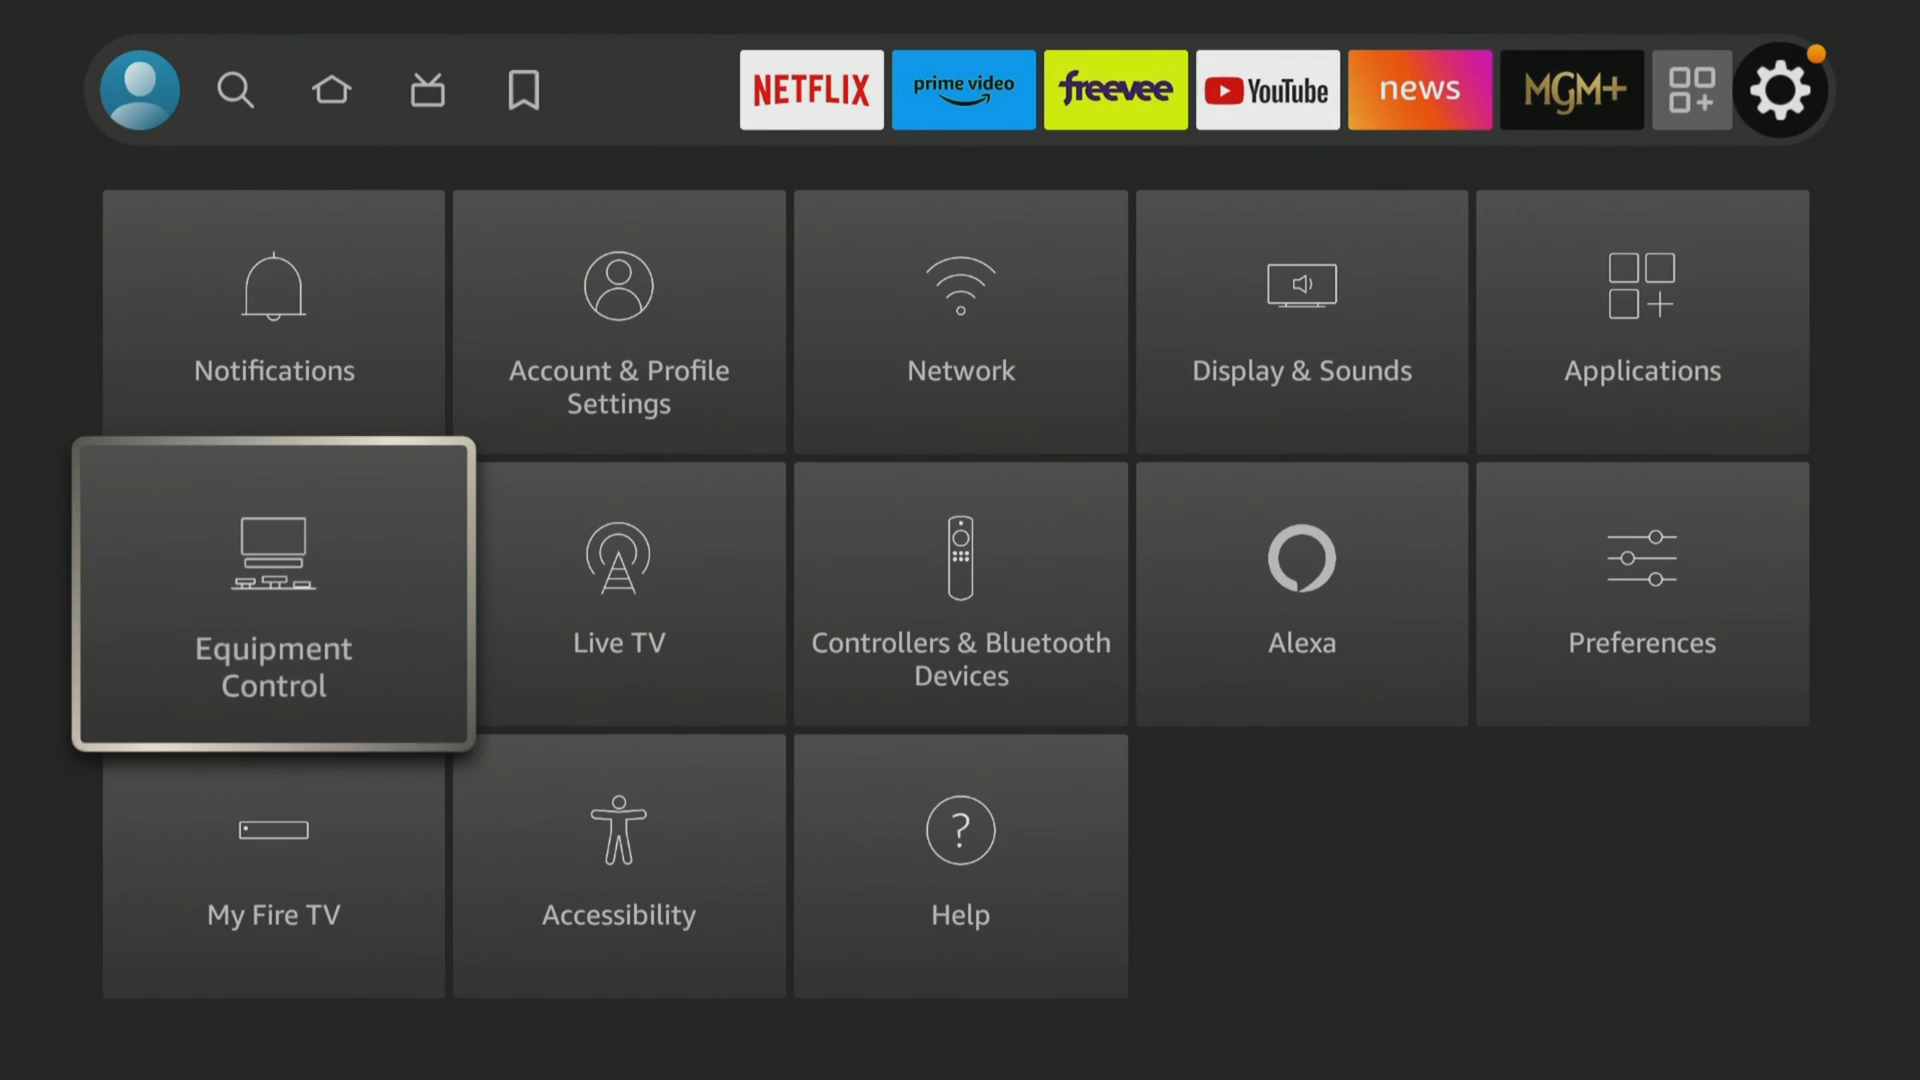 NETFLIX
prime video
freevee
YouTube
news
MGM+
Notifications
Account & Profile
Settings
Network
Display & Sounds
Applications
Equipment
Control
Live TV
Controllers & Bluetooth
Devices
Alexa
Preferences
My Fire TV
Accessibility
?
Help